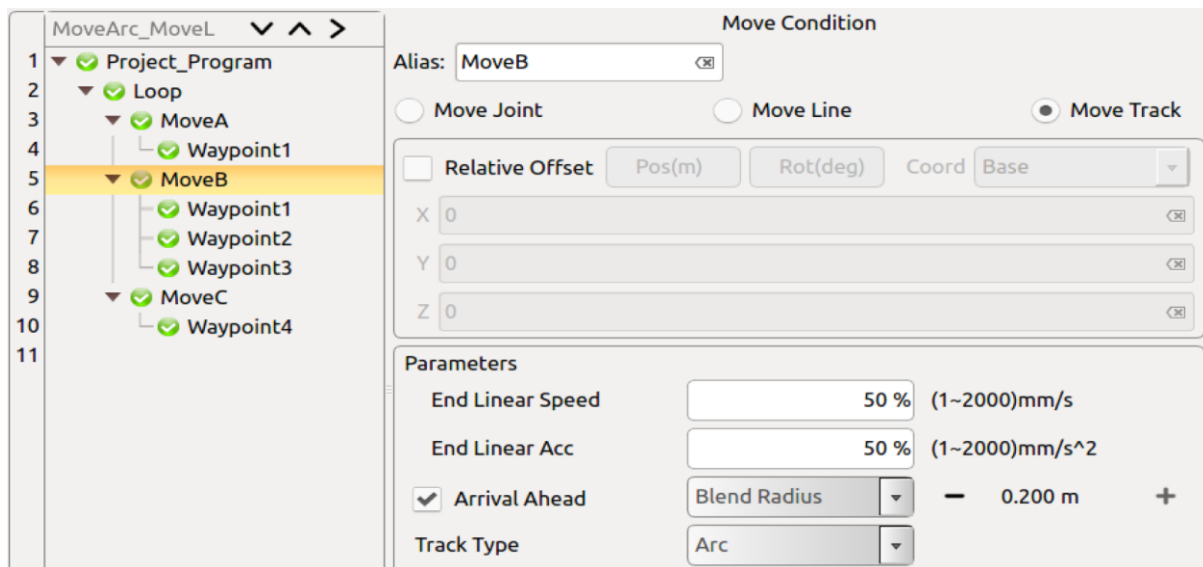 MoveArc_MoveL
1 Project_Program
2 Loop
3 MoveA
4 Waypoint1
5 MoveB
6 Waypoint1
7 Waypoint2
8 Waypoint3
9 MoveC
10 Waypoint4
11
Move Condition
Alias: MoveB
Move Joint Move Line Move Track
Relative Offset Pos(m) Rot(deg) Coord Base
X 0
Y 0
Z 0
Parameters
End Linear Speed 50 % (1~2000)mm/s
End Linear Acc 50 % (1~2000)mm/s^2
Arrival Ahead Blend Radius 0.200 m
Track Type Arc